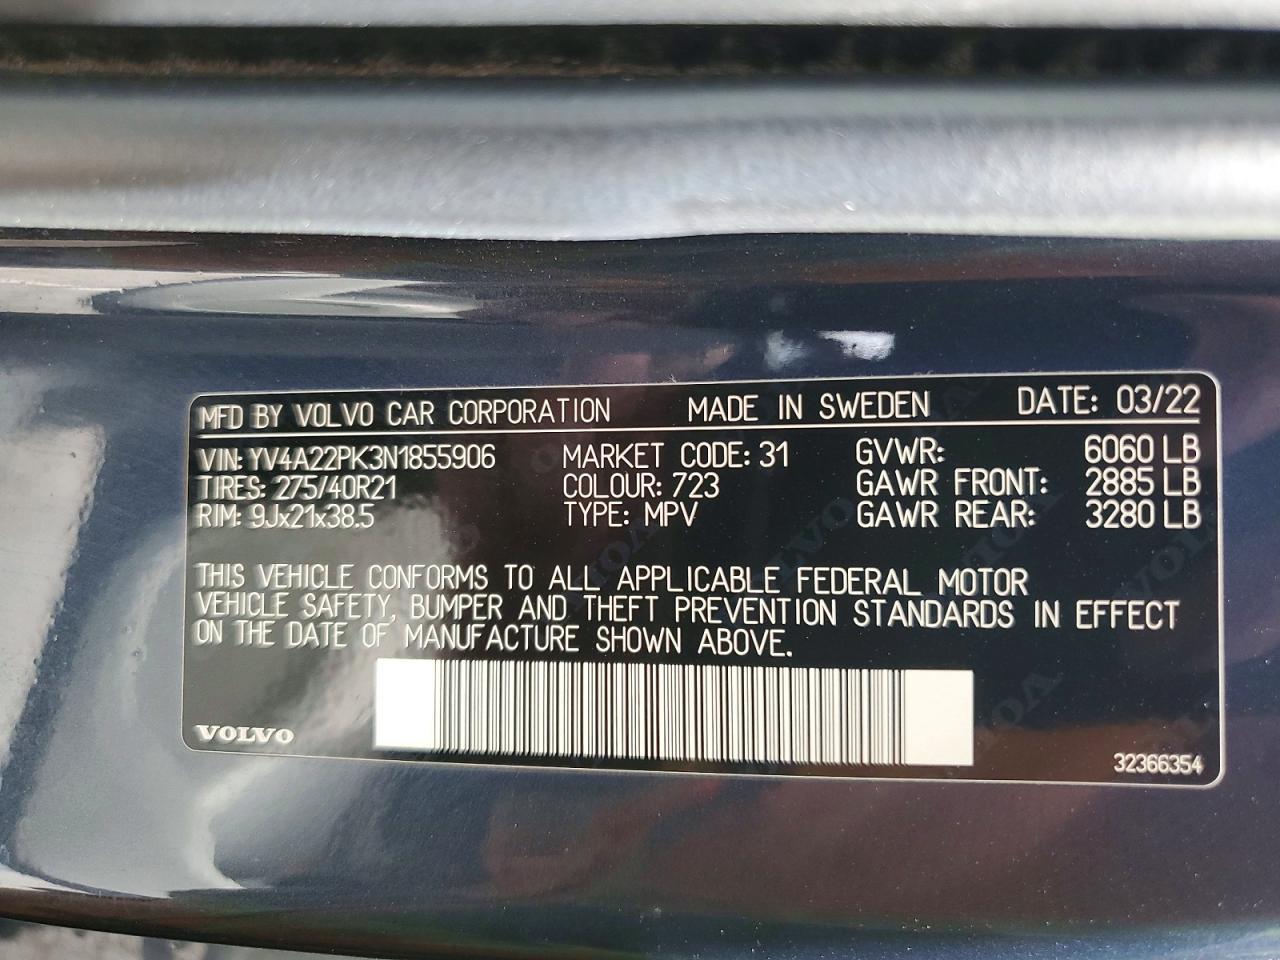 MFD BY VOLVO CAR CORPORATION MADE IN SWEDEN DATE: 03/22
VIN: YV4A22PK3N1855906 MARKET CODE: 31 GVWR: 6060 LB
TIRES: 275/40R21 COLOUR: 723 GAWR FRONT: 2885 LB
RIM: 9Jx21x38.5 TYPE: MPV GAWR REAR: 3280 LB
THIS VEHICLE CONFORMS TO ALL APPLICABLE FEDERAL MOTOR
VEHICLE SAFETY, BUMPER AND THEFT PREVENTION STANDARDS IN EFFECT
ON THE DATE OF MANUFACTURE SHOWN ABOVE.
VOLVO
32366354